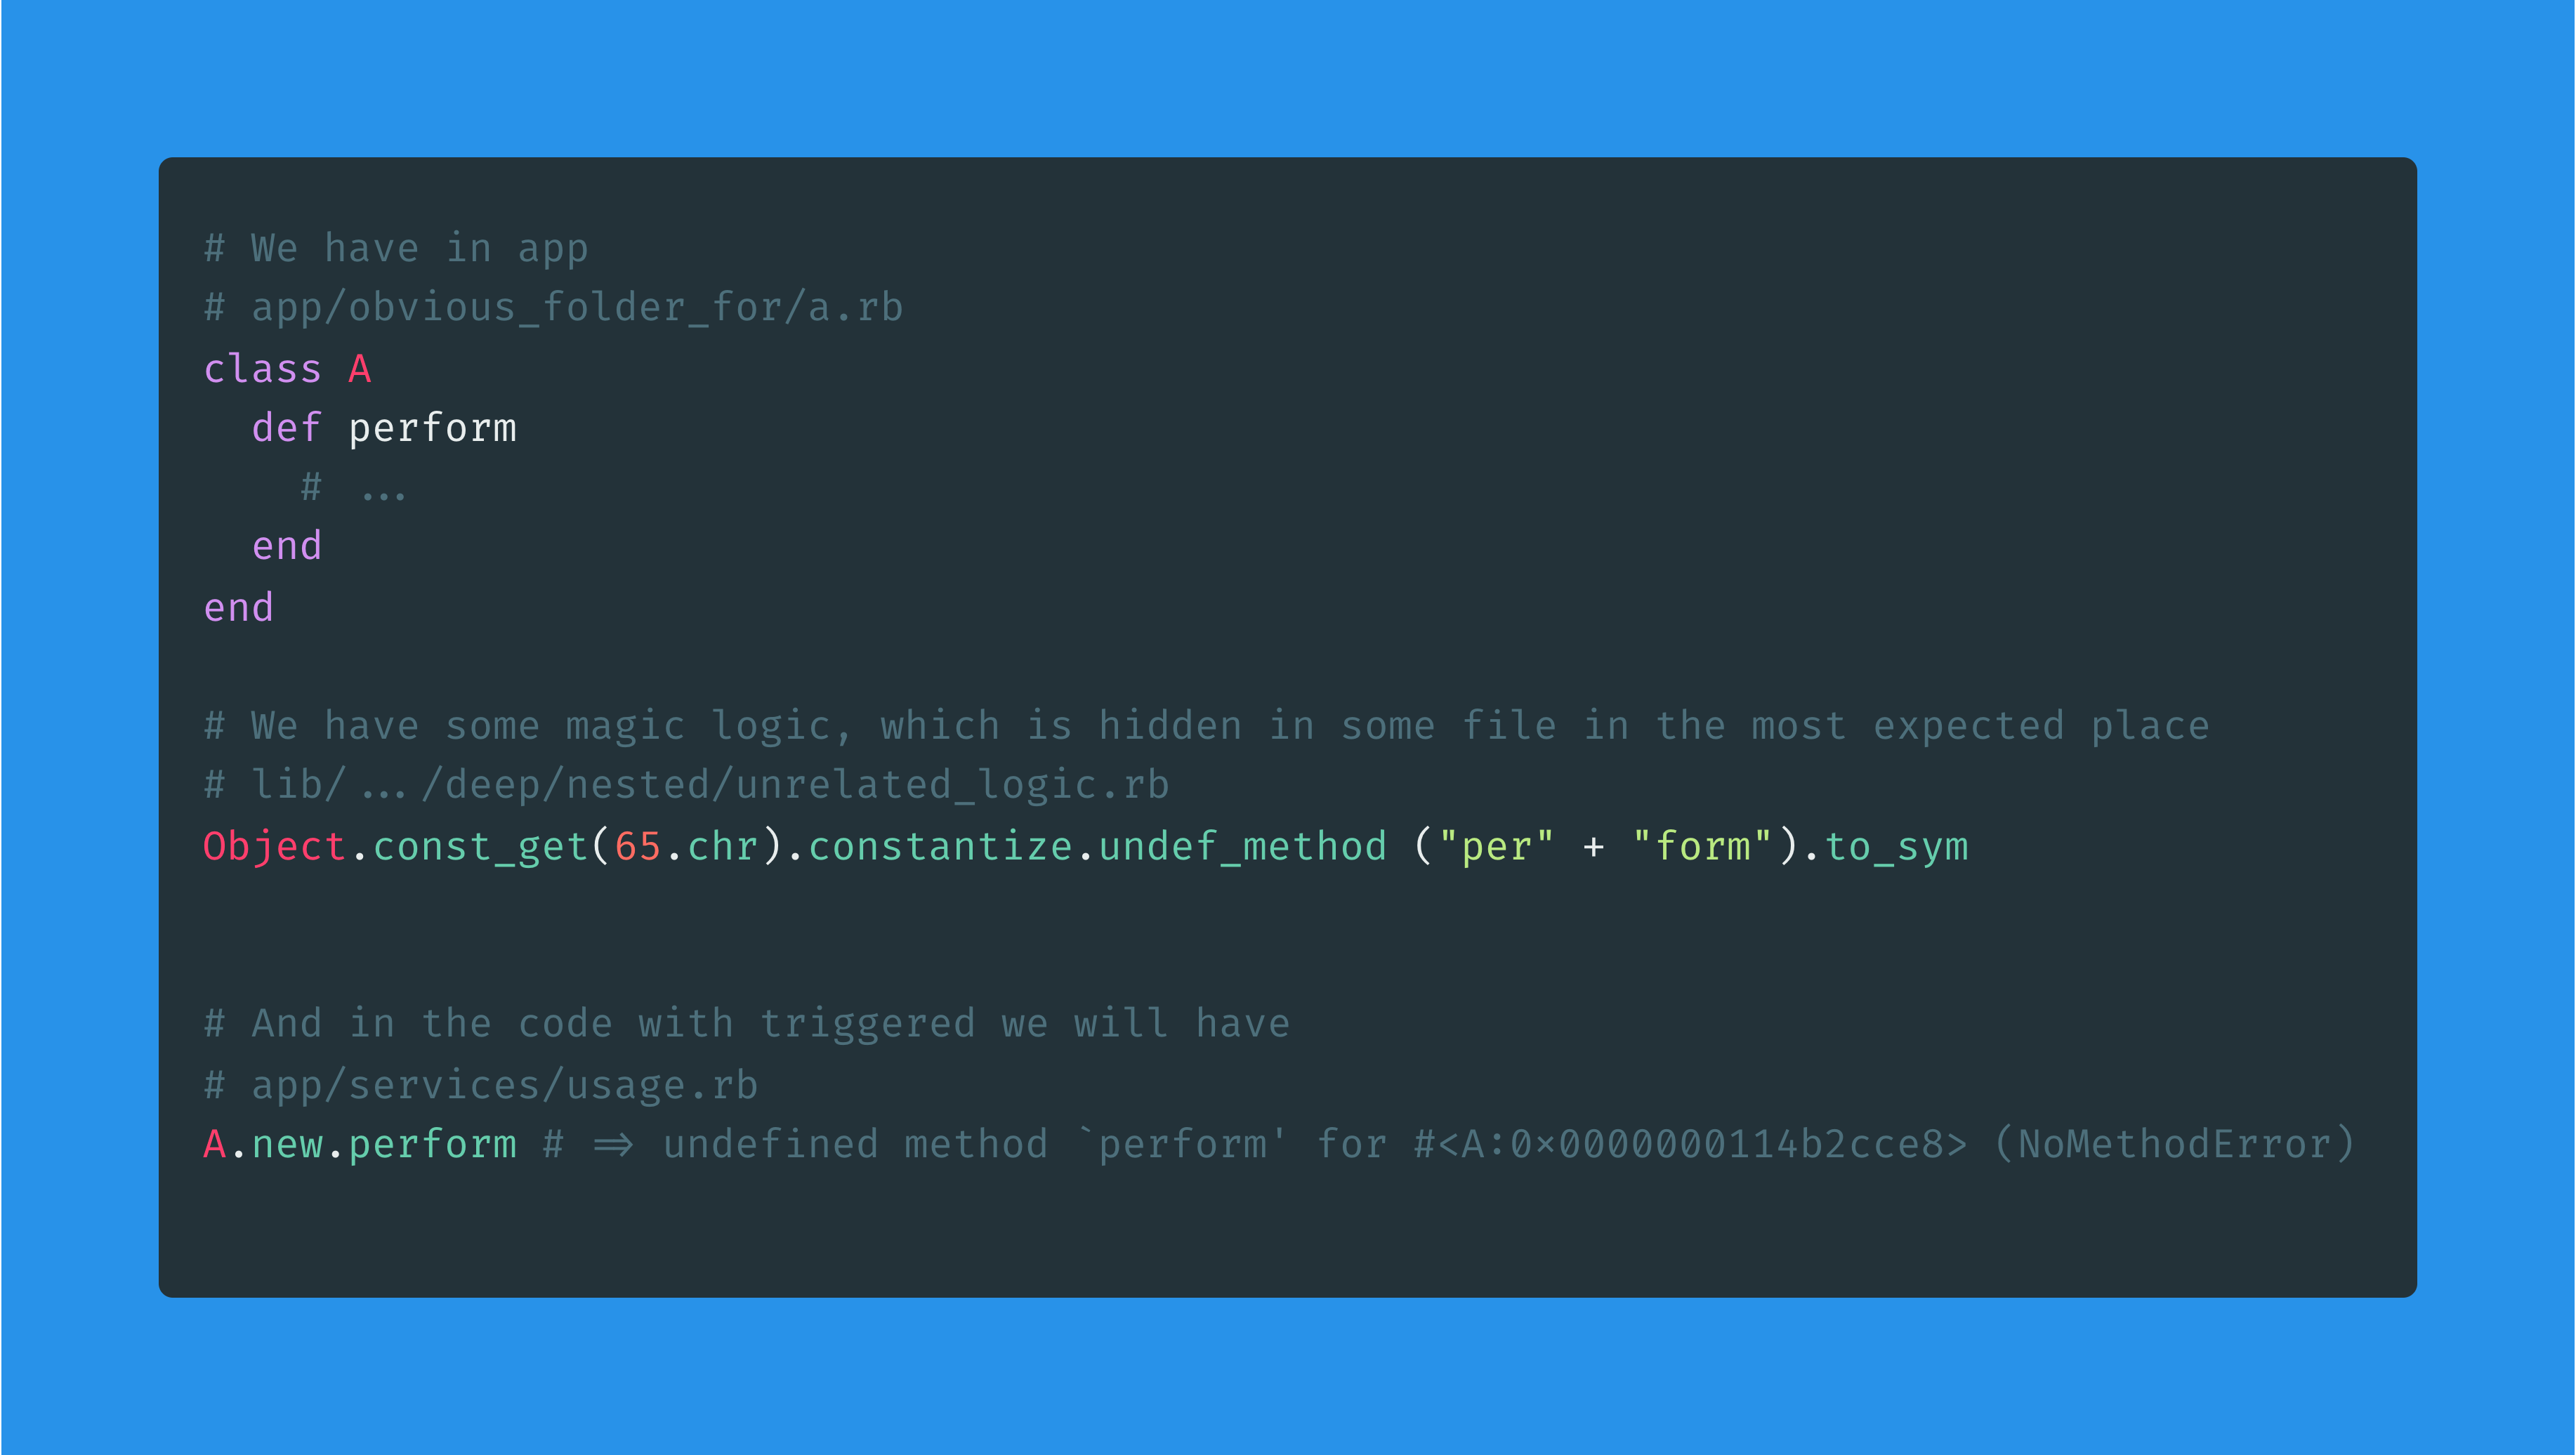 # We have in app
# app/obvious_folder_for/a.rb
class A
  def perform
    # ...
  end
end
# We have some magic logic, which is hidden in some file in the most expected place
# lib/.../deep/nested/unrelated_logic.rb
Object.const_get(65.chr).constantize.undef_method ("per" + "form").to_sym
# And in the code with triggered we will have
# app/services/usage.rb
A.new.perform # => undefined method `perform' for #<A:0x0000000114b2cce8> (NoMethodError)